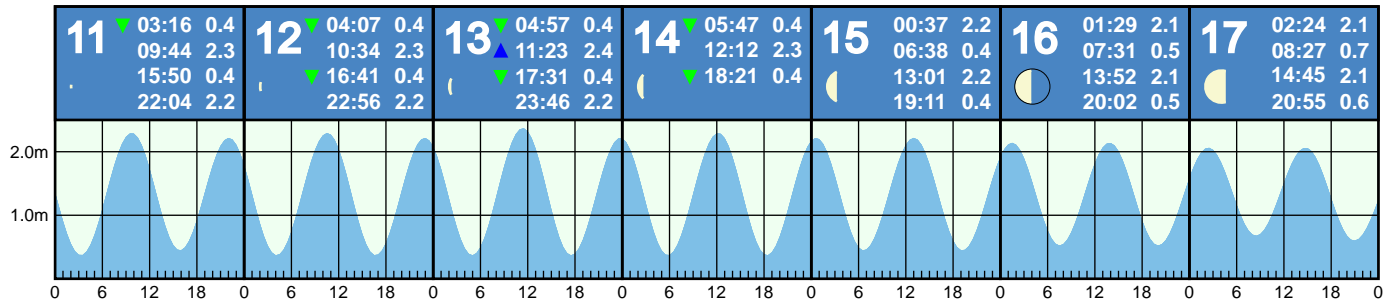 11 ▼ 03:16 0.4
09:44 2.3
15:50 0.4
22:04 2.2
12 ▼ 04:07 0.4
10:34 2.3
▼ 16:41 0.4
22:56 2.2
13 ▼ 04:57 0.4
▲ 11:23 2.4
▼ 17:31 0.4
23:46 2.2
14 ▼ 05:47 0.4
12:12 2.3
▼ 18:21 0.4
15 00:37 2.2
06:38 0.4
13:01 2.2
19:11 0.4
16 01:29 2.1
07:31 0.5
13:52 2.1
20:02 0.5
17 02:24 2.1
08:27 0.7
14:45 2.1
20:55 0.6
2.0m
1.0m
0 6 12 18 0 6 12 18 0 6 12 18 0 6 12 18 0 6 12 18 0 6 12 18 0 6 12 18 0